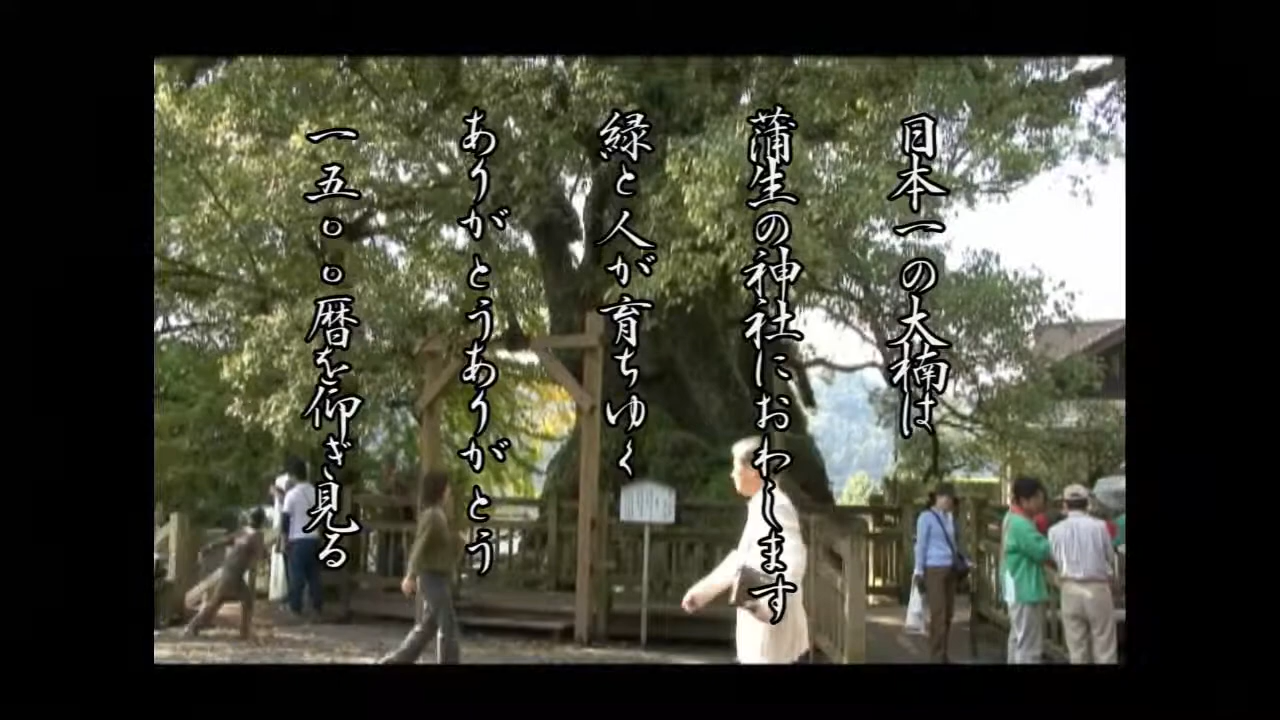 日本一の大楠は
蒲生の神社におわします
緑と人が育ちゆく
ありがとうありがとう
一五〇〇暦を仰ぎ見る